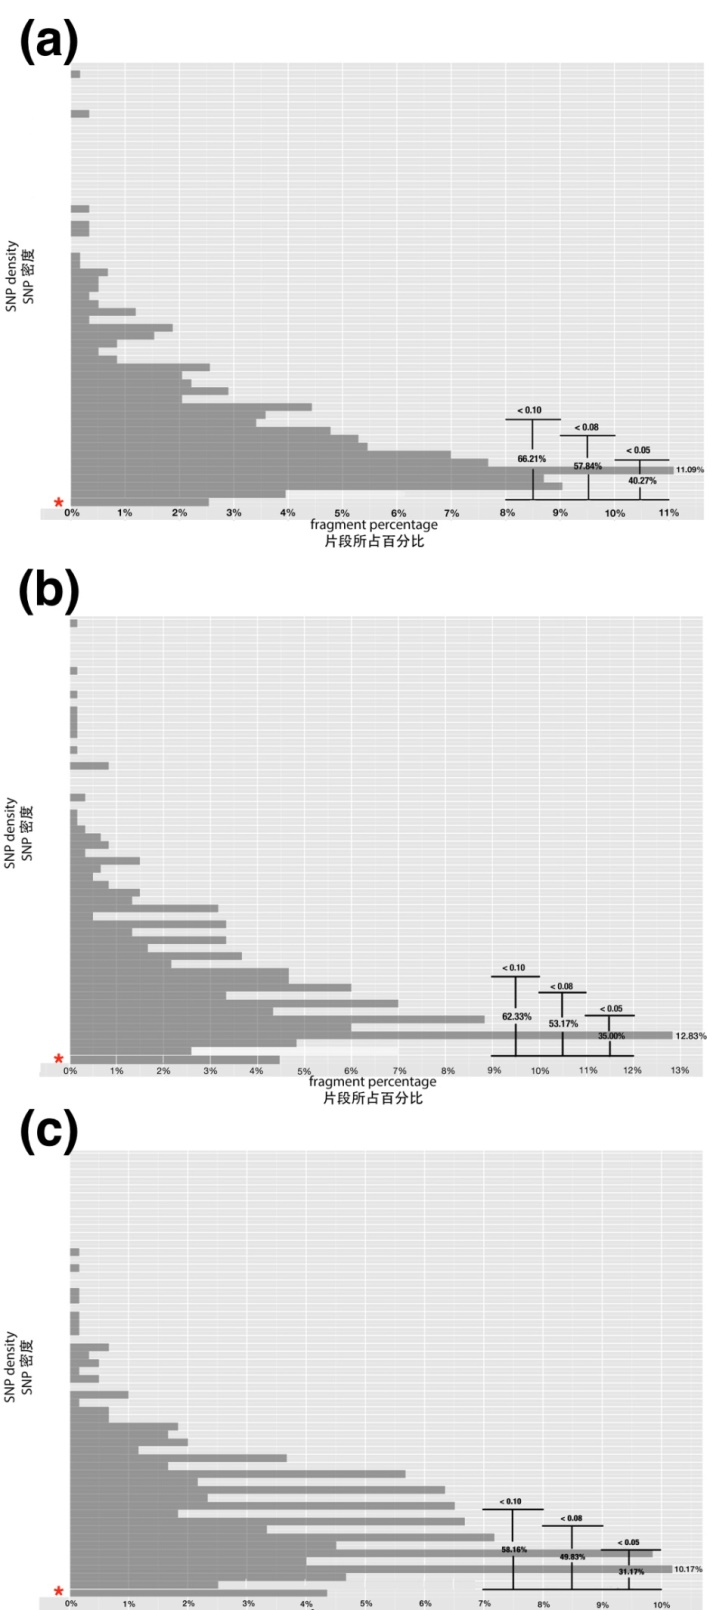 (a)
SNP density
SNP 密度
< 0.10
< 0.08
< 0.05
66.21%
57.84%
40.27%
11.09%
*
0% 1% 2% 3% 4% 5% 6% 7% 8% 9% 10% 11%
fragment percentage
片段所占百分比
(b)
SNP density
SNP 密度
< 0.10
< 0.08
< 0.05
62.33%
53.17%
35.00%
12.83%
*
0% 1% 2% 3% 4% 5% 6% 7% 8% 9% 10% 11% 12% 13%
fragment percentage
片段所占百分比
(c)
SNP density
SNP 密度
< 0.10
< 0.08
< 0.05
58.16%
49.83%
31.17%
10.17%
*
0% 1% 2% 3% 4% 5% 6% 7% 8% 9% 10%